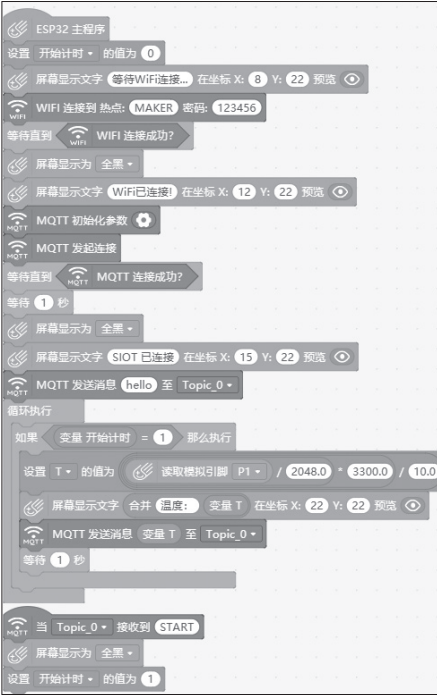 ESP32 主程序
设置 开始计时 的值为 0
屏幕显示文字 等待WiFi连接... 在坐标 X: 8 Y: 22 预览
WIFI WIFI 连接到 热点: MAKER 密码: 123456
等待直到 WIFI WIFI 连接成功?
屏幕显示为 全黑
屏幕显示文字 WiFi已连接! 在坐标 X: 12 Y: 22 预览
MQTT MQTT 初始化参数
MQTT MQTT 发起连接
等待直到 MQTT MQTT 连接成功?
等待 1 秒
屏幕显示为 全黑
屏幕显示文字 SIOT 已连接 在坐标 X: 15 Y: 22 预览
MQTT MQTT 发送消息 hello 至 Topic_0
循环执行
如果 变量 开始计时 = 1 那么执行
设置 T 的值为 读取模拟引脚 P1 / 2048.0 * 3300.0 / 10.0
屏幕显示文字 合并 温度: 变量 T 在坐标 X: 22 Y: 22 预览
MQTT MQTT 发送消息 变量 T 至 Topic_0
等待 1 秒
MQTT 当 Topic_0 接收到 START
屏幕显示为 全黑
设置 开始计时 的值为 1